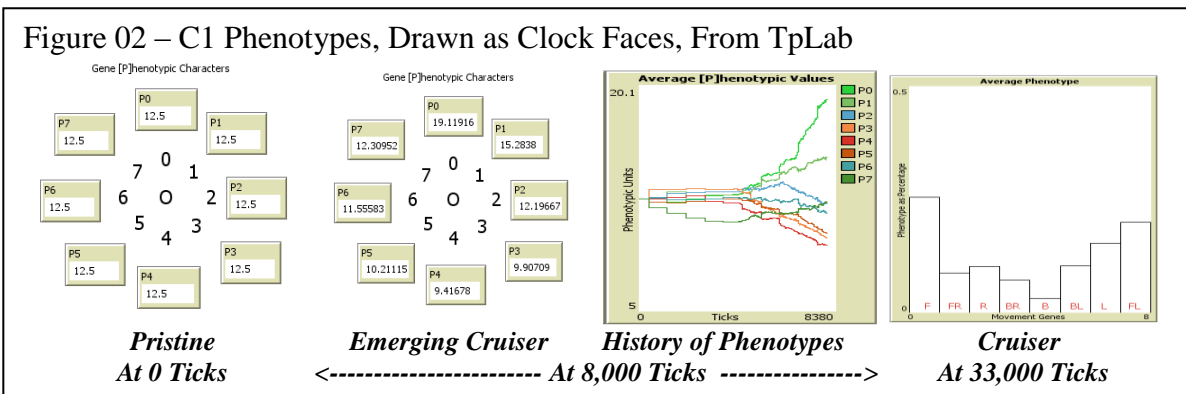 Figure 02 – C1 Phenotypes, Drawn as Clock Faces, From TpLab
Gene [P]henotypic Characters
P0
12.5
P7
12.5
P1
12.5
P6
12.5
P2
12.5
P5
12.5
P3
12.5
P4
12.5
7 0 1
6 O 2
5 4 3
Gene [P]henotypic Characters
P0
19.11916
P7
12.30952
P1
15.2838
P6
11.55583
P2
12.19667
P5
10.21115
P3
9.90709
P4
9.41678
7 0 1
6 O 2
5 4 3
Average [P]henotypic Values
20.1
Phenotypic Units
5
0 Ticks 8380
P0
P1
P2
P3
P4
P5
P6
P7
Average Phenotype
0.5
Phenotype as Percentage
0
F FR R BR B BL L FL
0 Movement Genes 8
Pristine Emerging Cruiser History of Phenotypes Cruiser
At 0 Ticks <----------------------- At 8,000 Ticks ---------------> At 33,000 Ticks